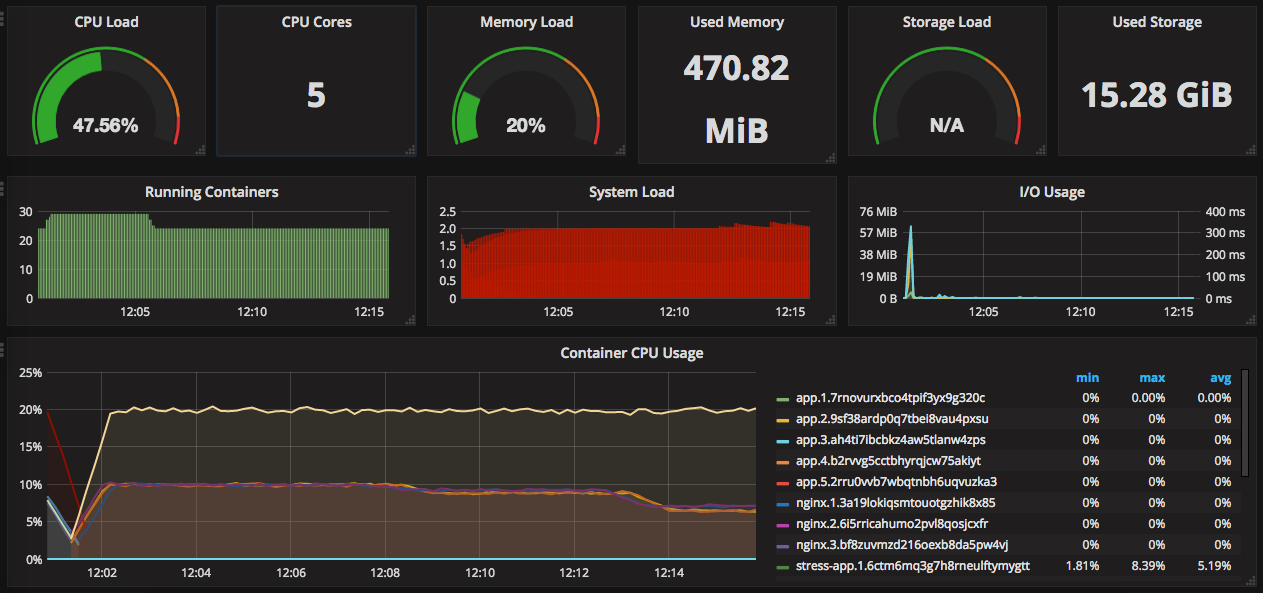 CPU Load
CPU Cores
Memory Load
Used Memory
Storage Load
Used Storage
47.56%
5
20%
470.82
MiB
N/A
15.28 GiB
Running Containers
30
20
10
0
12:05
12:10
12:15
System Load
2.5
2.0
1.5
1.0
0.5
0
12:05
12:10
12:15
I/O Usage
76 MiB
57 MiB
38 MiB
19 MiB
0 B
400 ms
300 ms
200 ms
100 ms
0 ms
12:05
12:10
12:15
Container CPU Usage
25%
20%
15%
10%
5%
0%
12:02
12:04
12:06
12:08
12:10
12:12
12:14
min max avg
app.1.7rnovurxbco4tpif3yx9g320c 0% 0.00% 0.00%
app.2.9sf38ardp0q7tbei8vau4pxsu 0% 0% 0%
app.3.ah4tl7ibcbkz4aw5tlanw4zps 0% 0% 0%
app.4.b2rvvg5cctbhyrqjcw75akiyt 0% 0% 0%
app.5.2rru0vvb7wbqtnbh6uqvuzka3 0% 0% 0%
nginx.1.3a19lokiqsmtouotgzhik8x85 0% 0% 0%
nginx.2.6i5rricahumo2pvl8qosjcxfr 0% 0% 0%
nginx.3.bf8zuvmzd216oexb8da5pw4vj 0% 0% 0%
stress-app.1.6ctm6mq3g7h8rneulftymygtt 1.81% 8.39% 5.19%